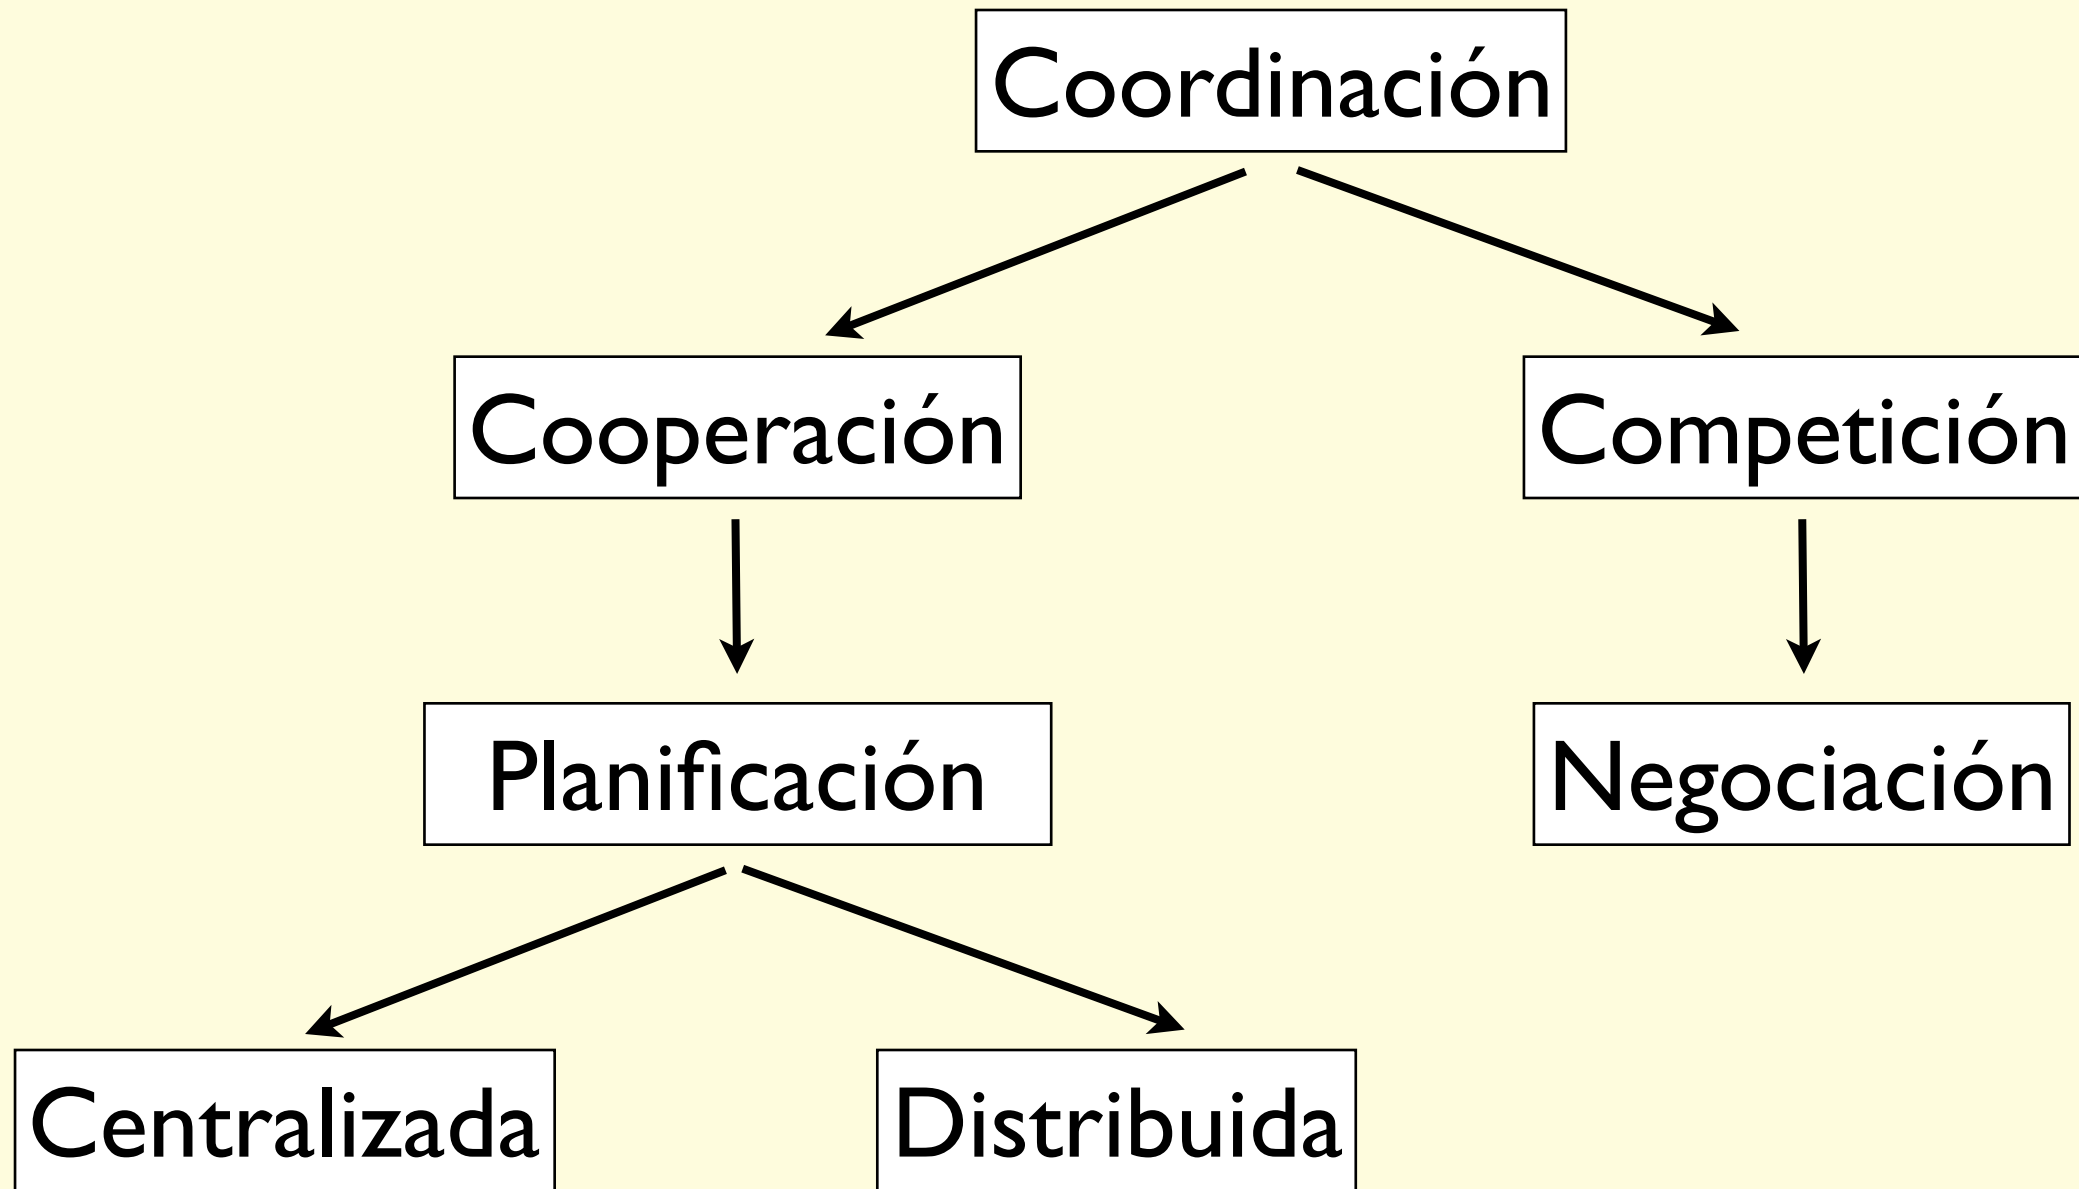 Coordinación
Cooperación
Competición
Planificación
Negociación
Centralizada
Distribuida